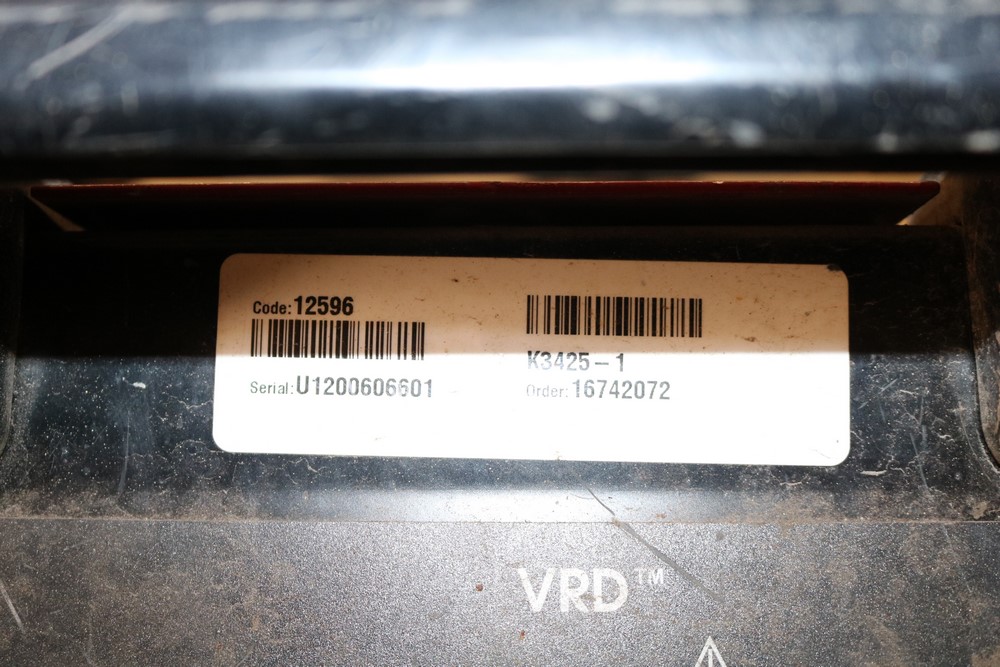 Code:12596
Serial:U1200606601
K3425-1
Order:16742072
VRD™